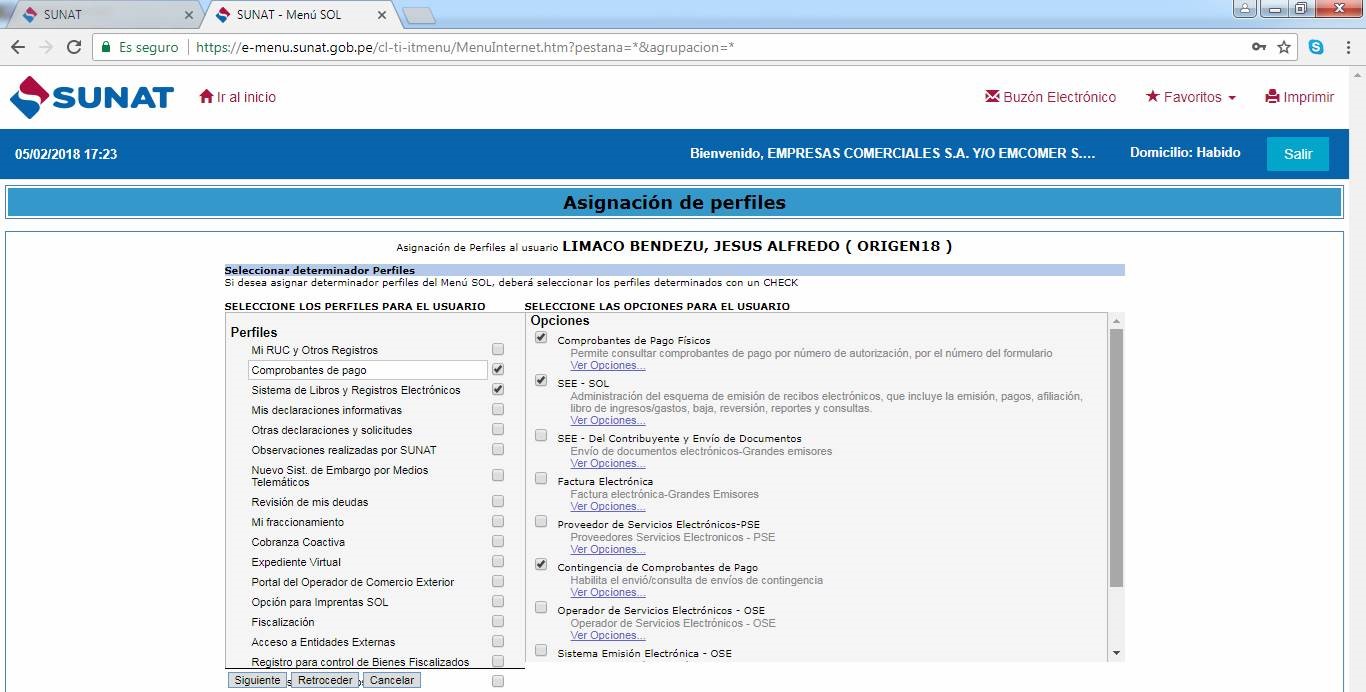 SUNAT
SUNAT - Menú SOL
Es seguro
https://e-menu.sunat.gob.pe/cl-ti-itmenu/MenuInternet.htm?pestana=*&agrupacion=*
SUNAT
Ir al inicio
Buzón Electrónico
Favoritos
Imprimir
05/02/2018 17:23
Bienvenido, EMPRESAS COMERCIALES S.A. Y/O EMCOMER S....
Domicilio: Habido
Salir
Asignación de perfiles
Asignación de Perfiles al usuario LIMACO BENDEZU, JESUS ALFREDO ( ORIGEN18 )
Seleccionar determinador Perfiles
Si desea asignar determinador perfiles del Menú SOL, deberá seleccionar los perfiles determinados con un CHECK
SELECCIONE LOS PERFILES PARA EL USUARIO
Perfiles
Mi RUC y Otros Registros
Comprobantes de pago
Sistema de Libros y Registros Electrónicos
Mis declaraciones informativas
Otras declaraciones y solicitudes
Observaciones realizadas por SUNAT
Nuevo Sist. de Embargo por Medios
Telemáticos
Revisión de mis deudas
Mi fraccionamiento
Cobranza Coactiva
Expediente Virtual
Portal del Operador de Comercio Exterior
Opción para Imprentas SOL
Fiscalización
Acceso a Entidades Externas
Registro para control de Bienes Fiscalizados
SELECCIONE LAS OPCIONES PARA EL USUARIO
Opciones
Comprobantes de Pago Físicos
Permite consultar comprobantes de pago por número de autorización, por el número del formulario
Ver Opciones...
SEE - SOL
Administración del esquema de emisión de recibos electrónicos, que incluye la emisión, pagos, afiliación,
libro de ingresos/gastos, baja, reversión, reportes y consultas.
Ver Opciones...
SEE - Del Contribuyente y Envío de Documentos
Envío de documentos electrónicos-Grandes emisores
Ver Opciones...
Factura Electrónica
Factura electrónica-Grandes Emisores
Ver Opciones...
Proveedor de Servicios Electrónicos-PSE
Proveedores Servicios Electronicos - PSE
Ver Opciones...
Contingencia de Comprobantes de Pago
Habilita el envió/consulta de envíos de contingencia
Ver Opciones...
Operador de Servicios Electrónicos - OSE
Operador de Servicios Electrónicos - OSE
Ver Opciones...
Sistema Emisión Electrónica - OSE
Siguiente
Retroceder
Cancelar